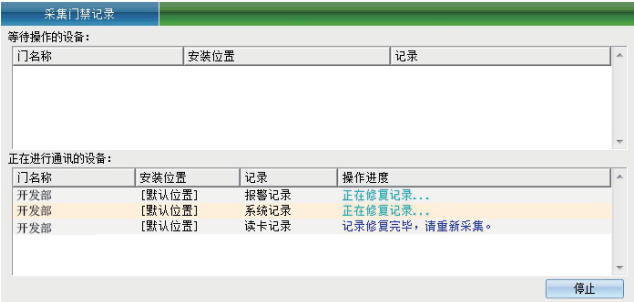 采集门禁记录
等待操作的设备:
门名称 安装位置 记录
正在进行通讯的设备:
门名称 安装位置 记录 操作进度
开发部 [默认位置] 报警记录 正在修复记录...
开发部 [默认位置] 系统记录 正在修复记录...
开发部 [默认位置] 读卡记录 记录修复完毕，请重新采集。
停止